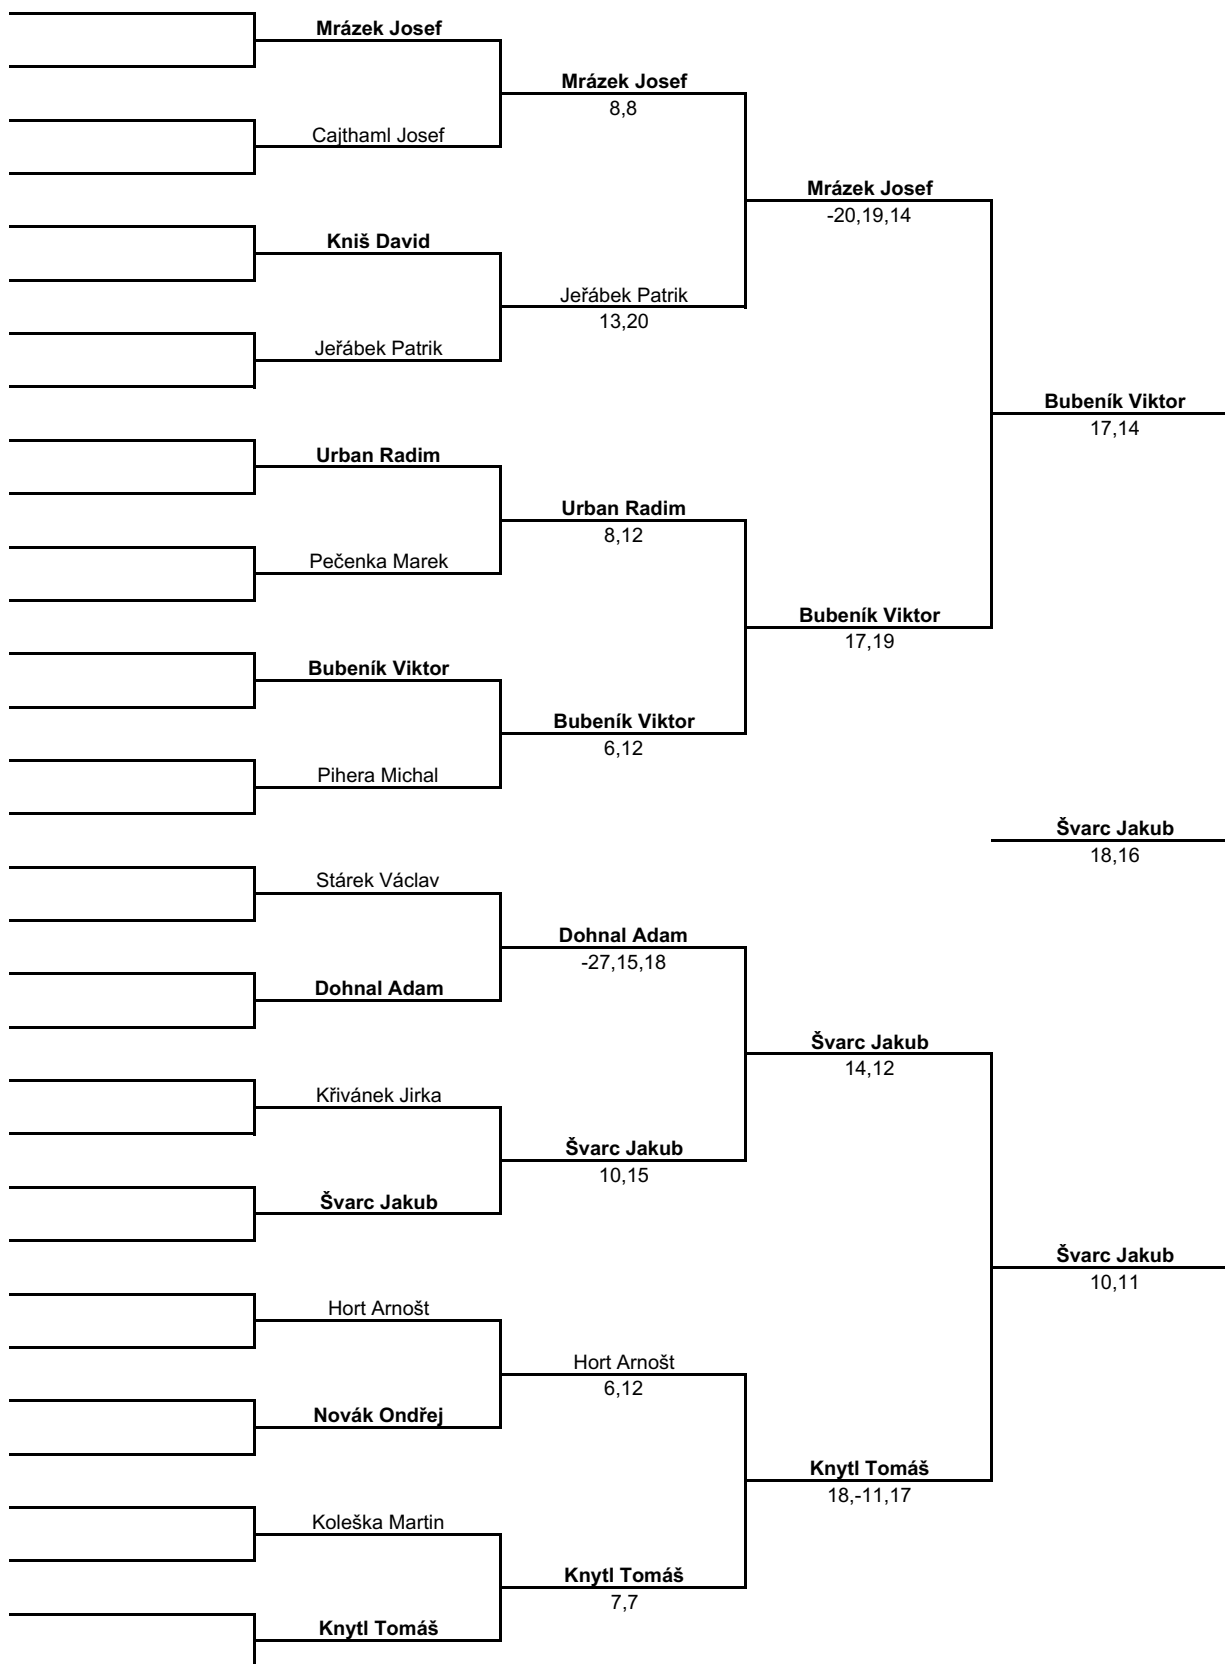 Mrázek Josef
Mrázek Josef
8,8
Cajthaml Josef
Mrázek Josef
-20,19,14
Kniš David
Jeřábek Patrik
13,20
Jeřábek Patrik
Bubeník Viktor
17,14
Urban Radim
Urban Radim
8,12
Pečenka Marek
Bubeník Viktor
17,19
Bubeník Viktor
Bubeník Viktor
6,12
Pihera Michal
Švarc Jakub
18,16
Stárek Václav
Dohnal Adam
-27,15,18
Dohnal Adam
Švarc Jakub
14,12
Křivánek Jirka
Švarc Jakub
10,15
Švarc Jakub
Švarc Jakub
10,11
Hort Arnošt
Hort Arnošt
6,12
Novák Ondřej
Knytl Tomáš
18,-11,17
Koleška Martin
Knytl Tomáš
7,7
Knytl Tomáš